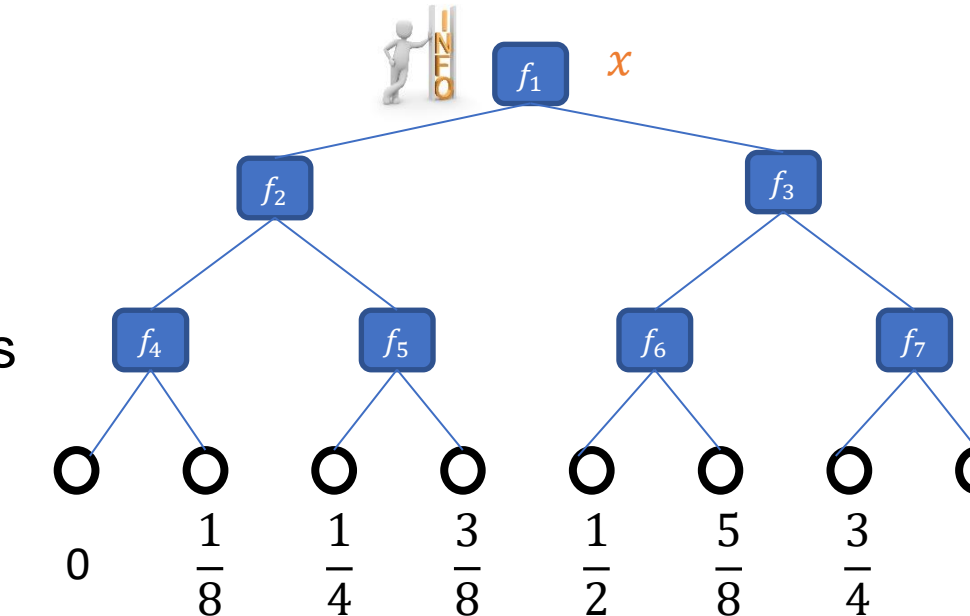 INFO
f₁ x
f₂ f₃
s
f₄ f₅ f₆ f₇
0 1/8 1/4 3/8 1/2 5/8 3/4